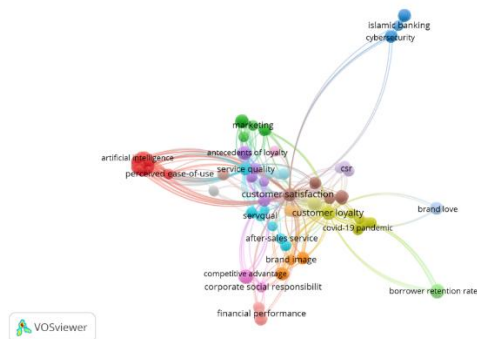 islamic banking
cybersecurity
marketing
artificial intelligence
antecedents of loyalty
perceived ease-of-use
service quality
csr
customer satisfaction
servqual
customer loyalty
brand love
covid-19 pandemic
after-sales service
brand image
competitive advantage
corporate social responsibilit
borrower retention rate
financial performance
VOSviewer